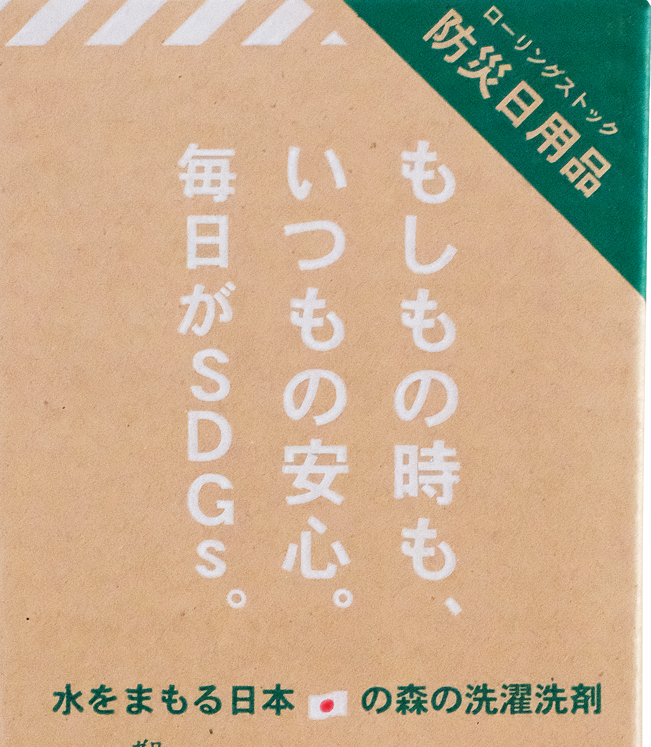 ローリングストック
防災日用品
もしもの時も、
いつもの安心。
毎日がSDGs。
水をまもる日本🇯🇵の森の洗濯洗剤